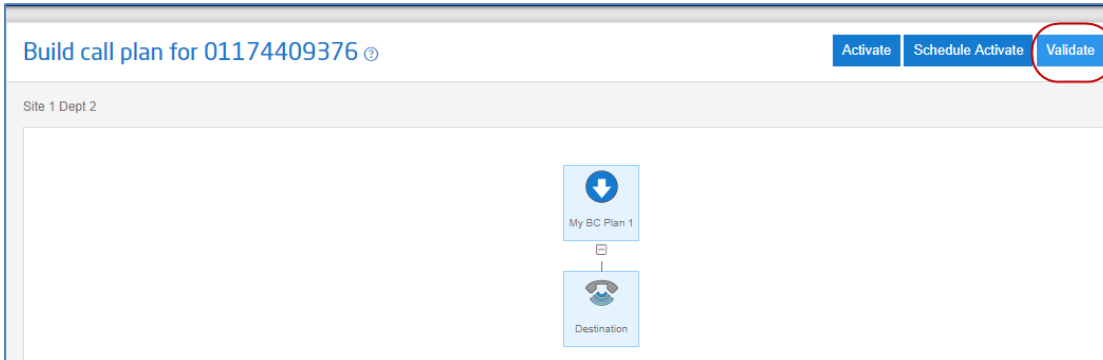 Build call plan for 01174409376 ?
Activate
Schedule Activate
Validate
Site 1 Dept 2
My BC Plan 1
Destination